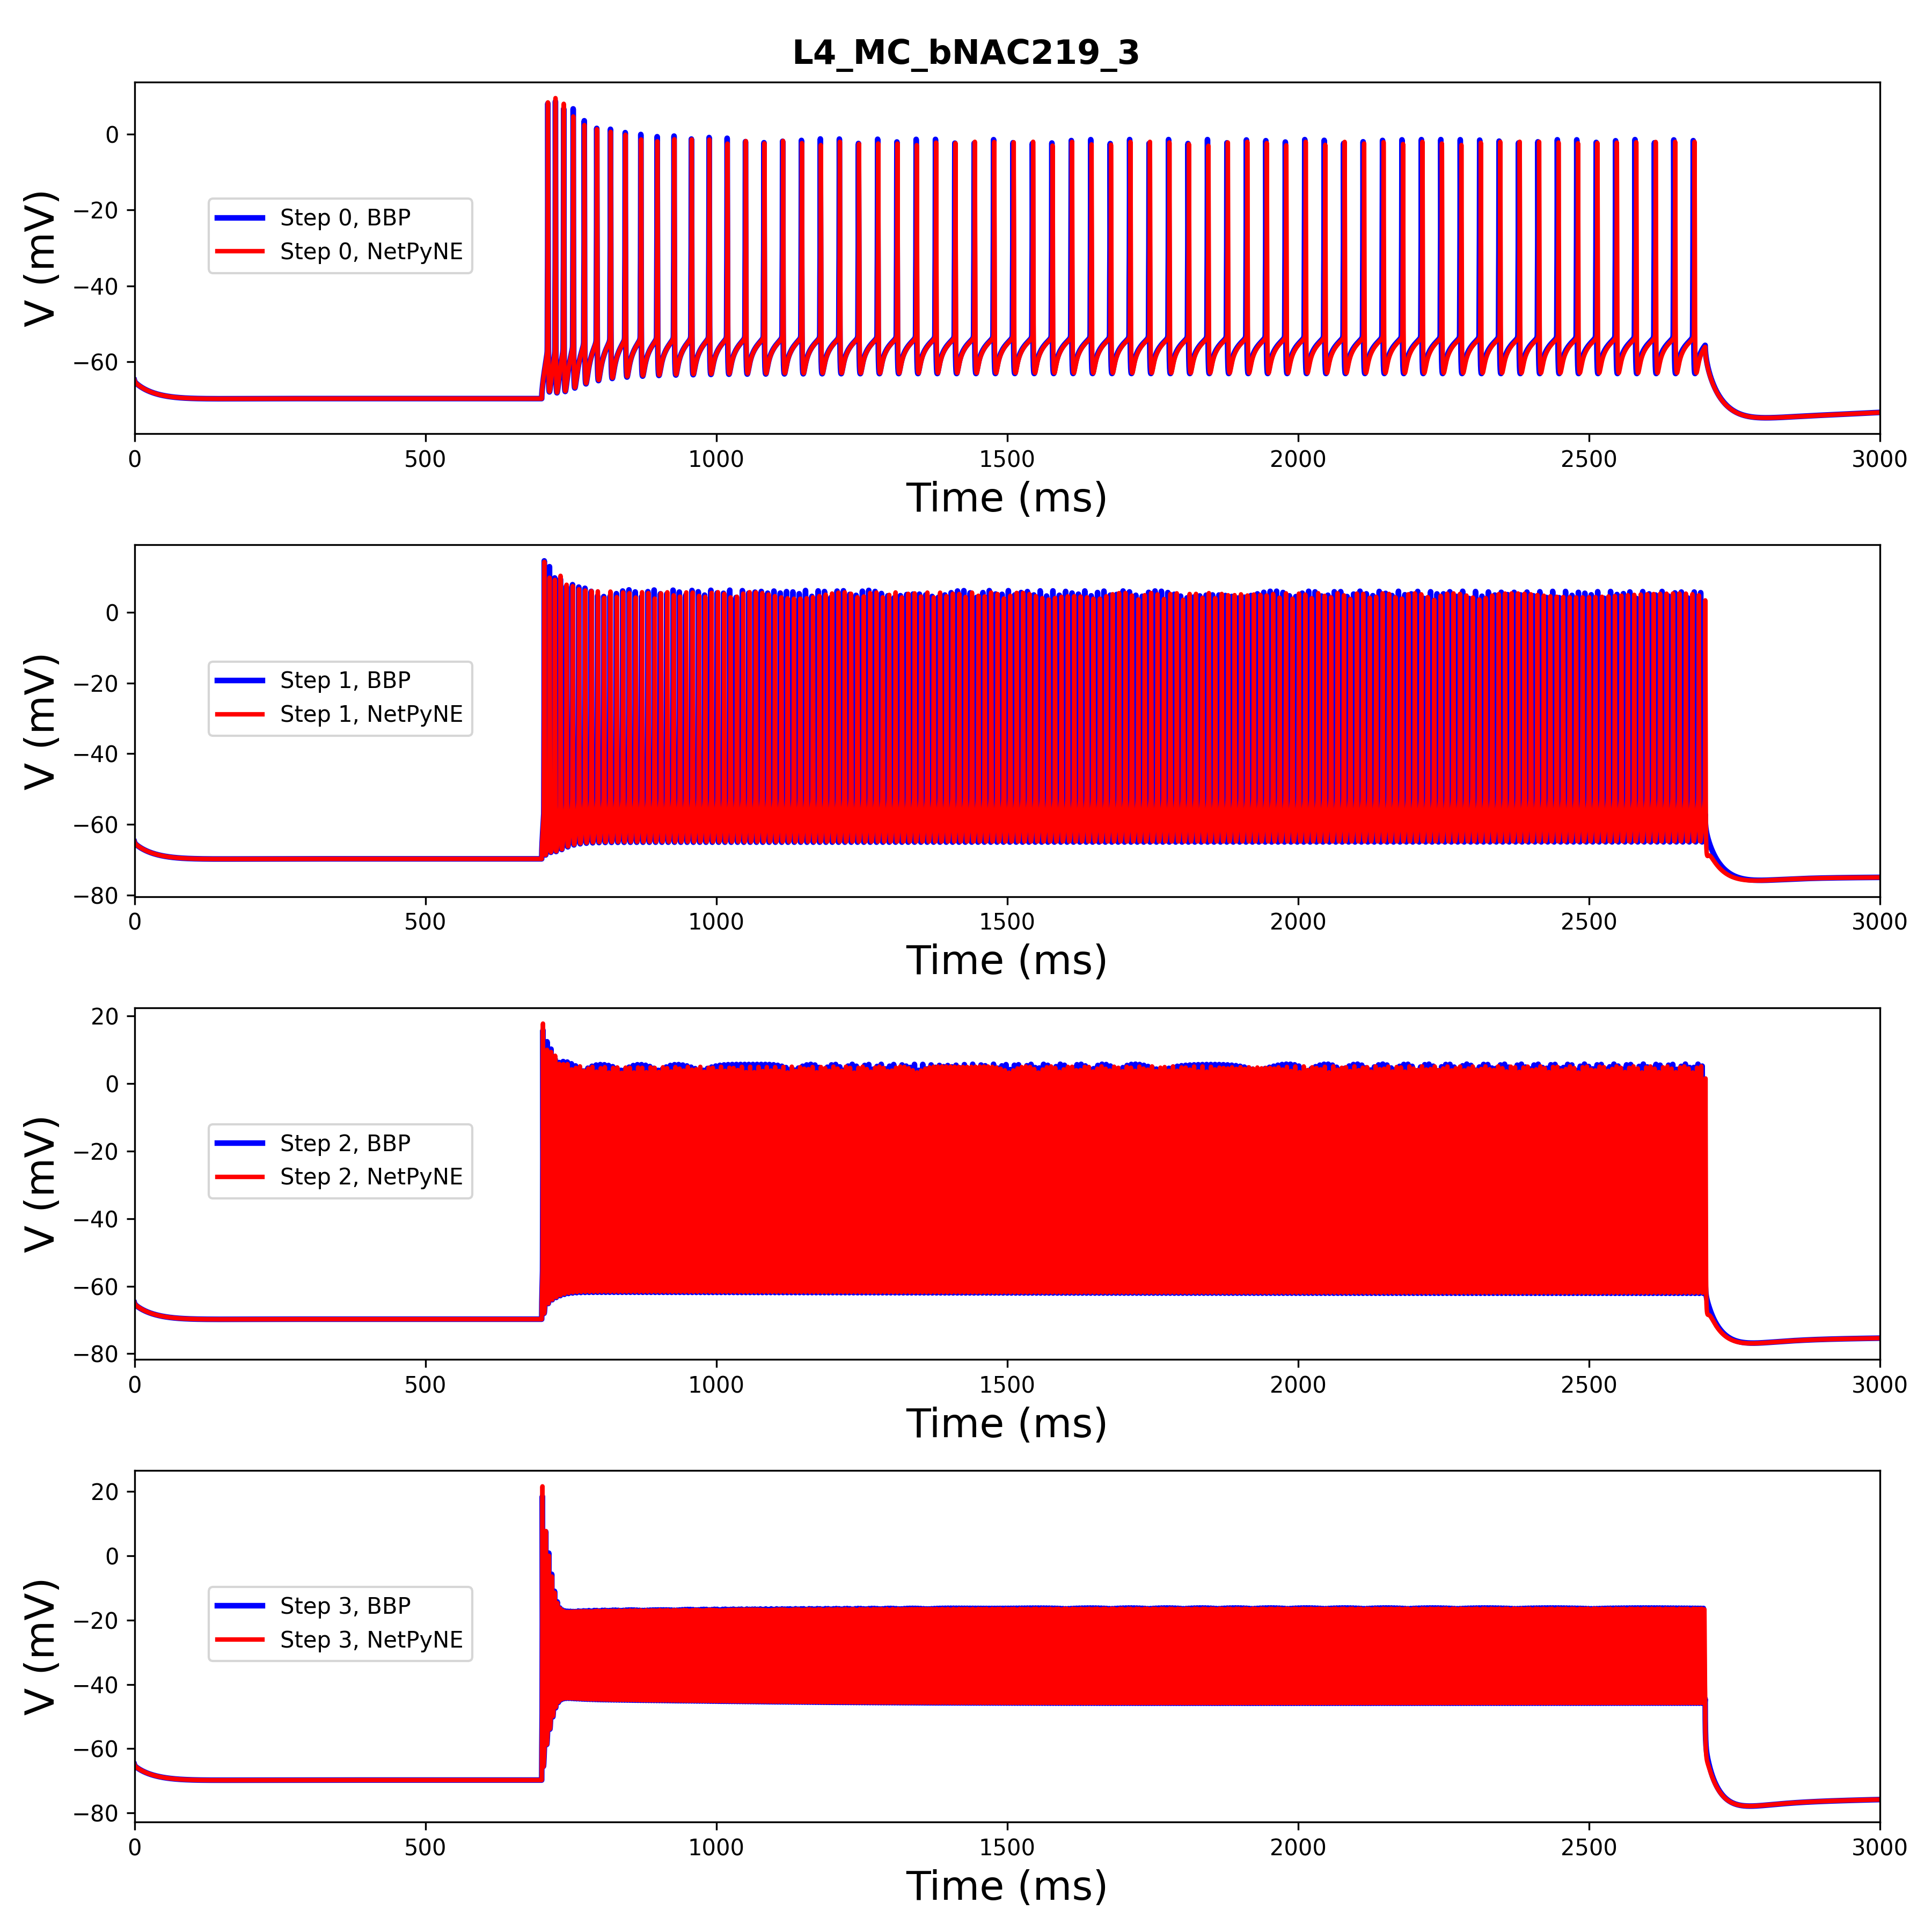 L4_MC_bNAC219_3
0
−20
−40
−60
V (mV)
Step 0, BBP
Step 0, NetPyNE
0 500 1000 1500 2000 2500 3000
Time (ms)
0
−20
−40
−60
−80
V (mV)
Step 1, BBP
Step 1, NetPyNE
0 500 1000 1500 2000 2500 3000
Time (ms)
20
0
−20
−40
−60
−80
V (mV)
Step 2, BBP
Step 2, NetPyNE
0 500 1000 1500 2000 2500 3000
Time (ms)
20
0
−20
−40
−60
−80
V (mV)
Step 3, BBP
Step 3, NetPyNE
0 500 1000 1500 2000 2500 3000
Time (ms)